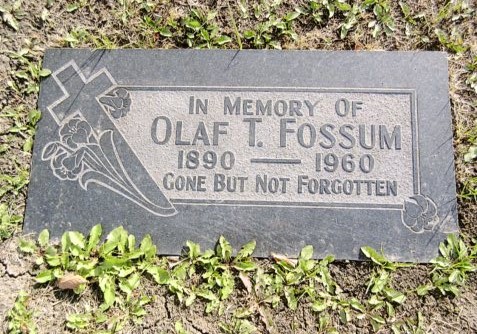 IN MEMORY OF
OLAF T. FOSSUM
1890 — 1960
GONE BUT NOT FORGOTTEN